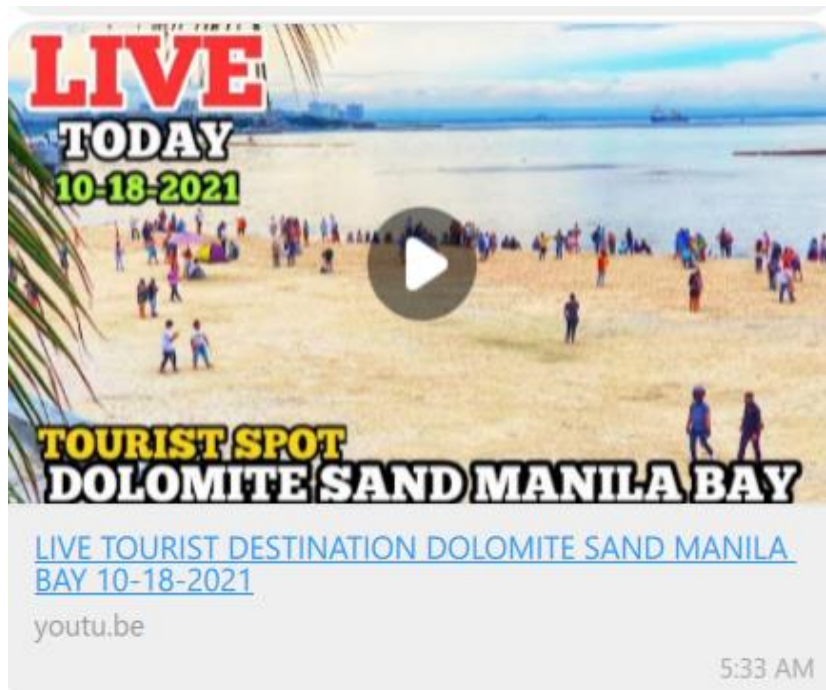 LIVE
TODAY
10-18-2021
TOURIST SPOT
DOLOMITE SAND MANILA BAY
LIVE TOURIST DESTINATION DOLOMITE SAND MANILA
BAY 10-18-2021
youtu.be
5:33 AM